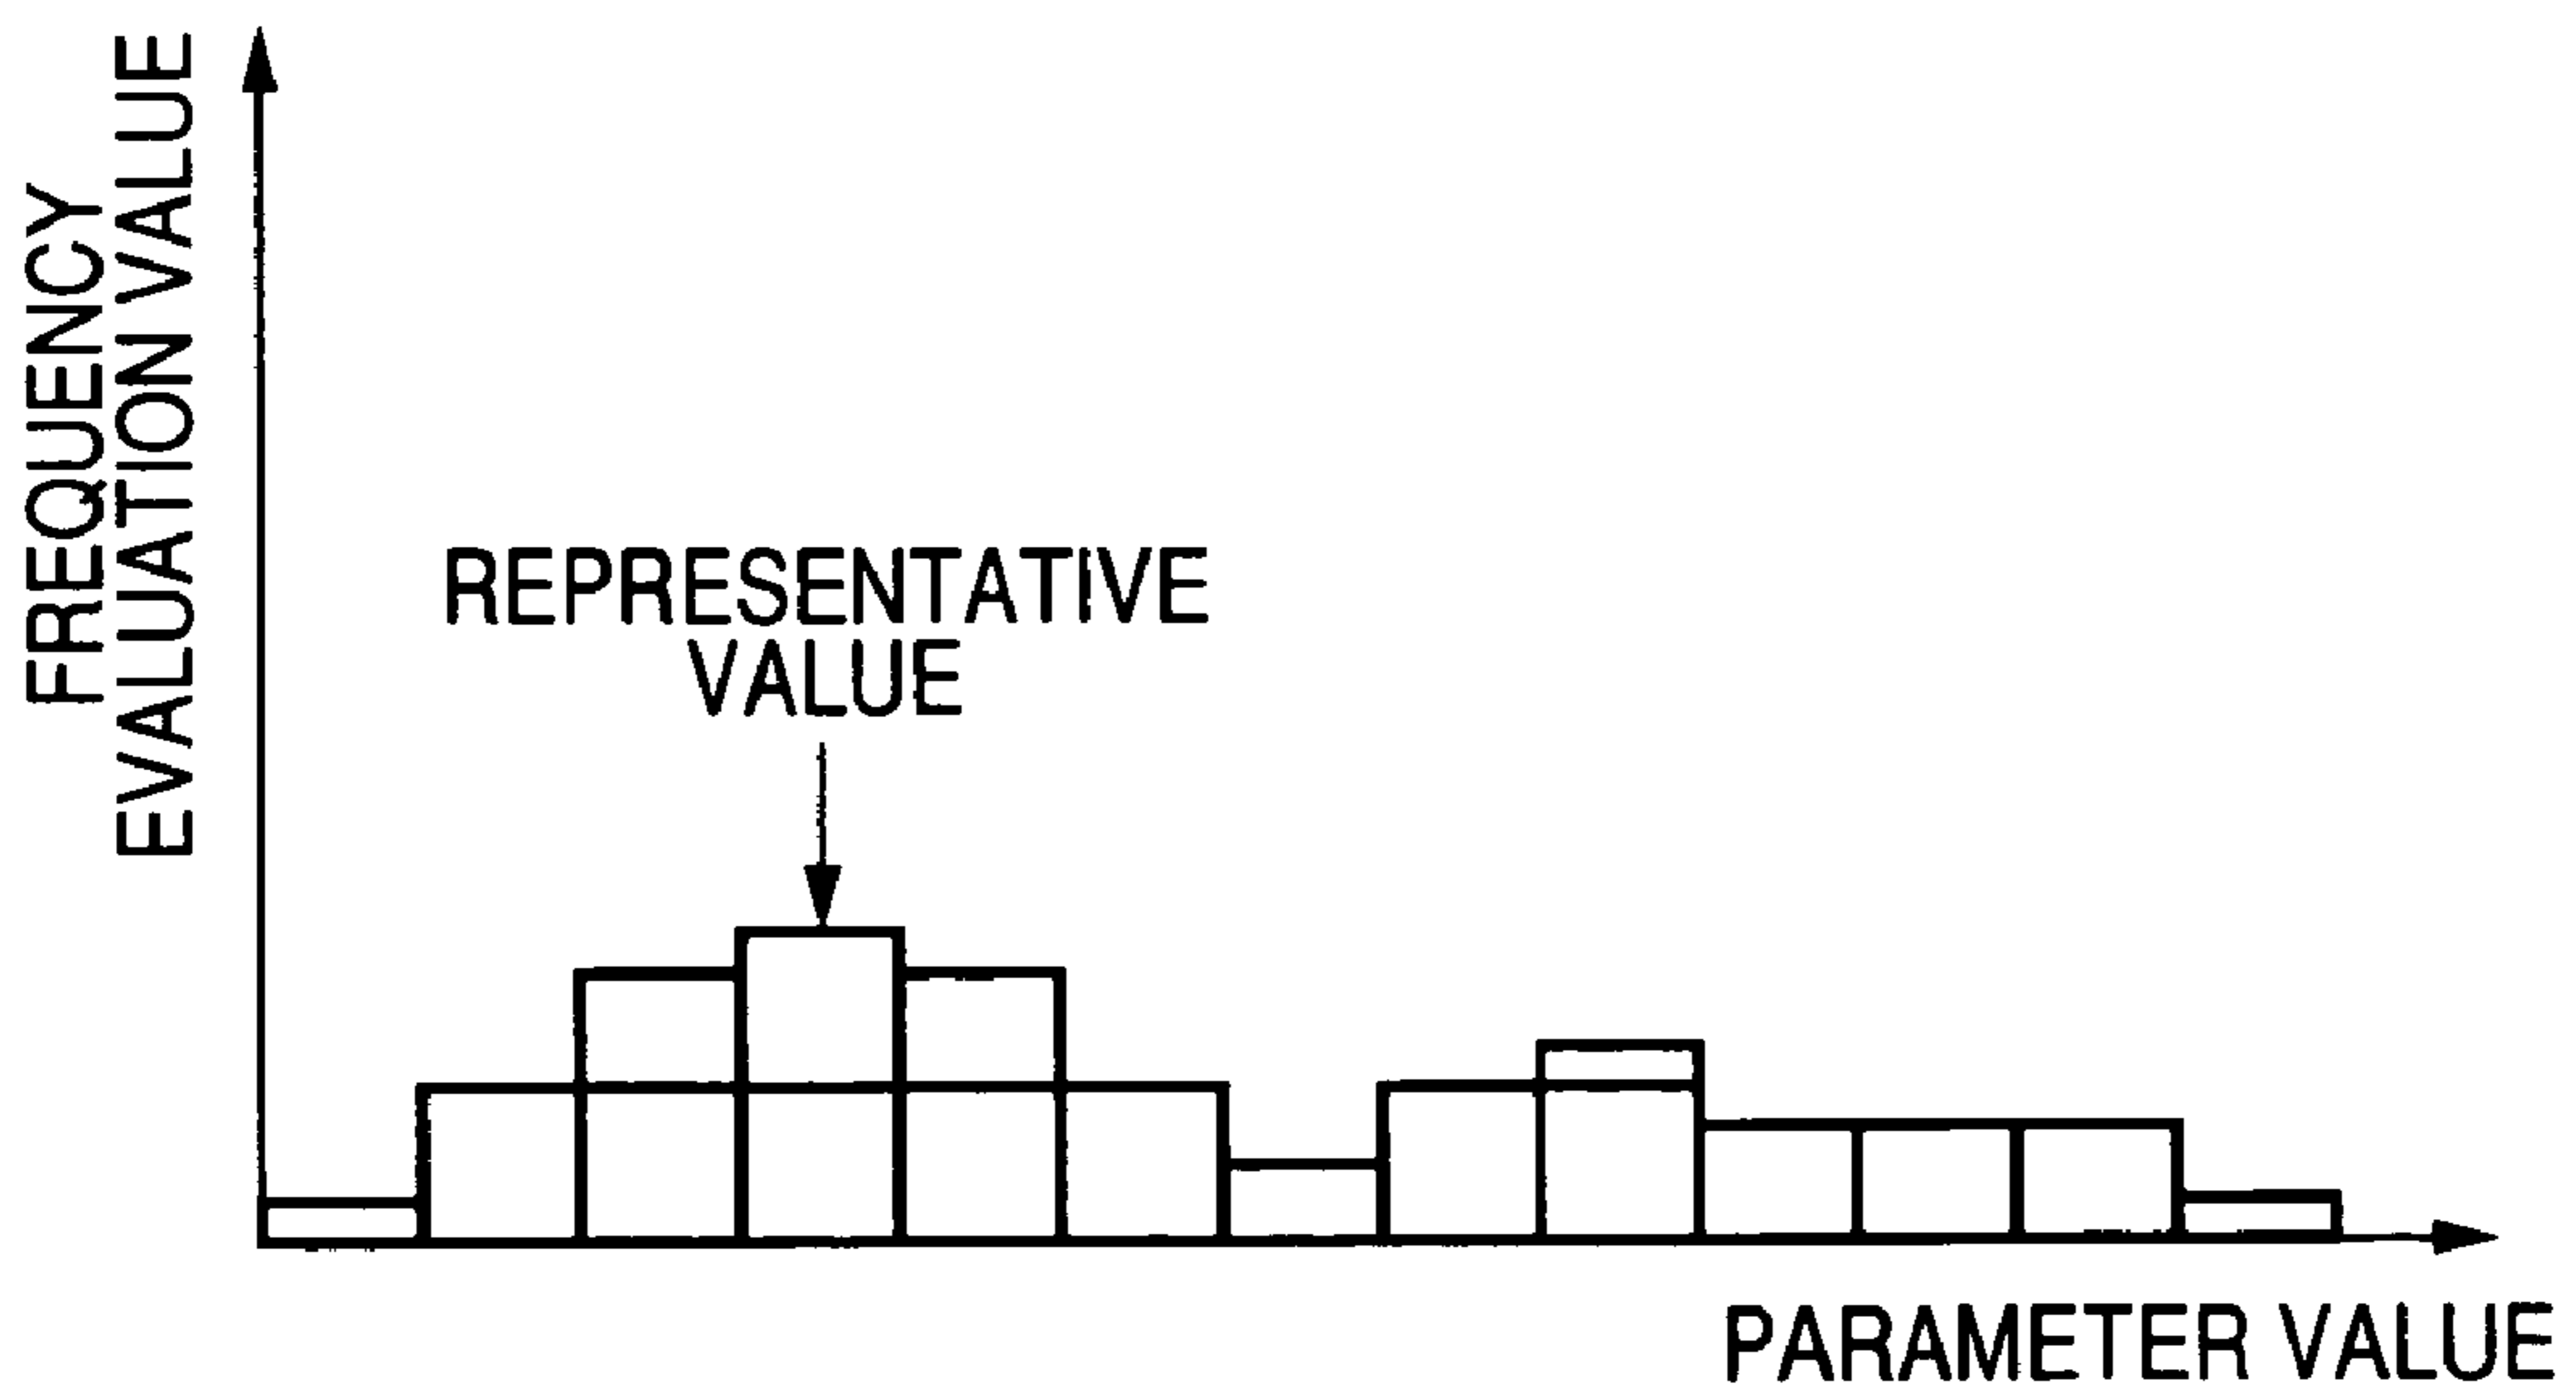 FREQUENCY
EVALUATION VALUE
REPRESENTATIVE
VALUE
PARAMETER VALUE